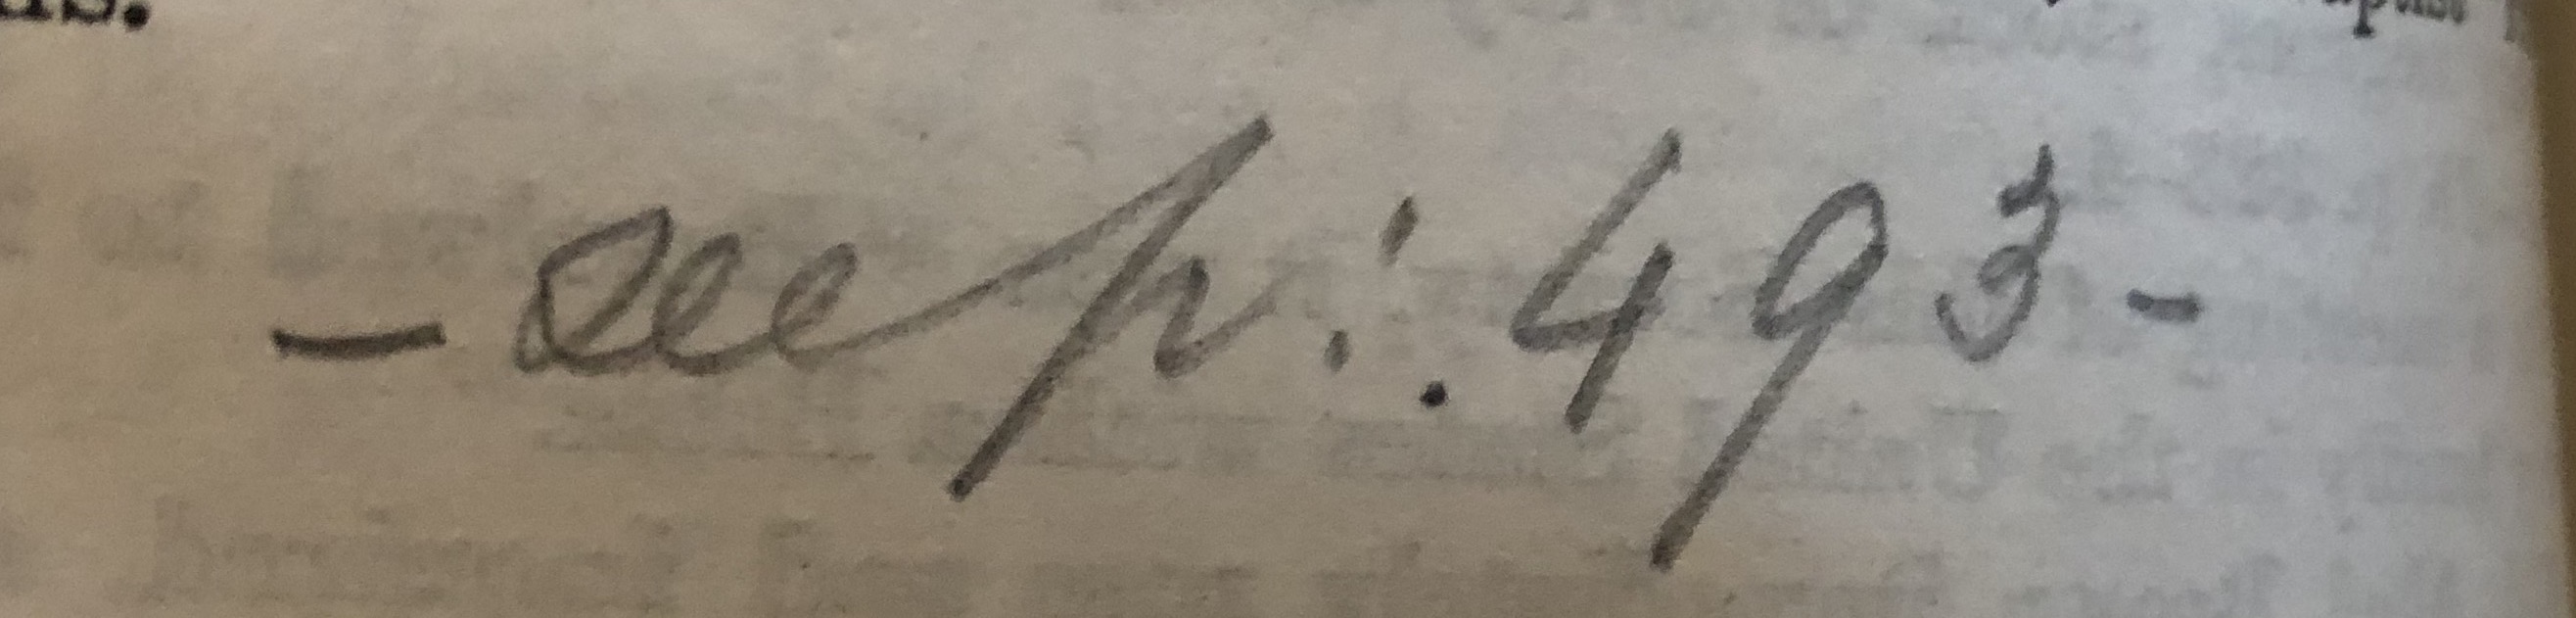 - see p: . 493 -